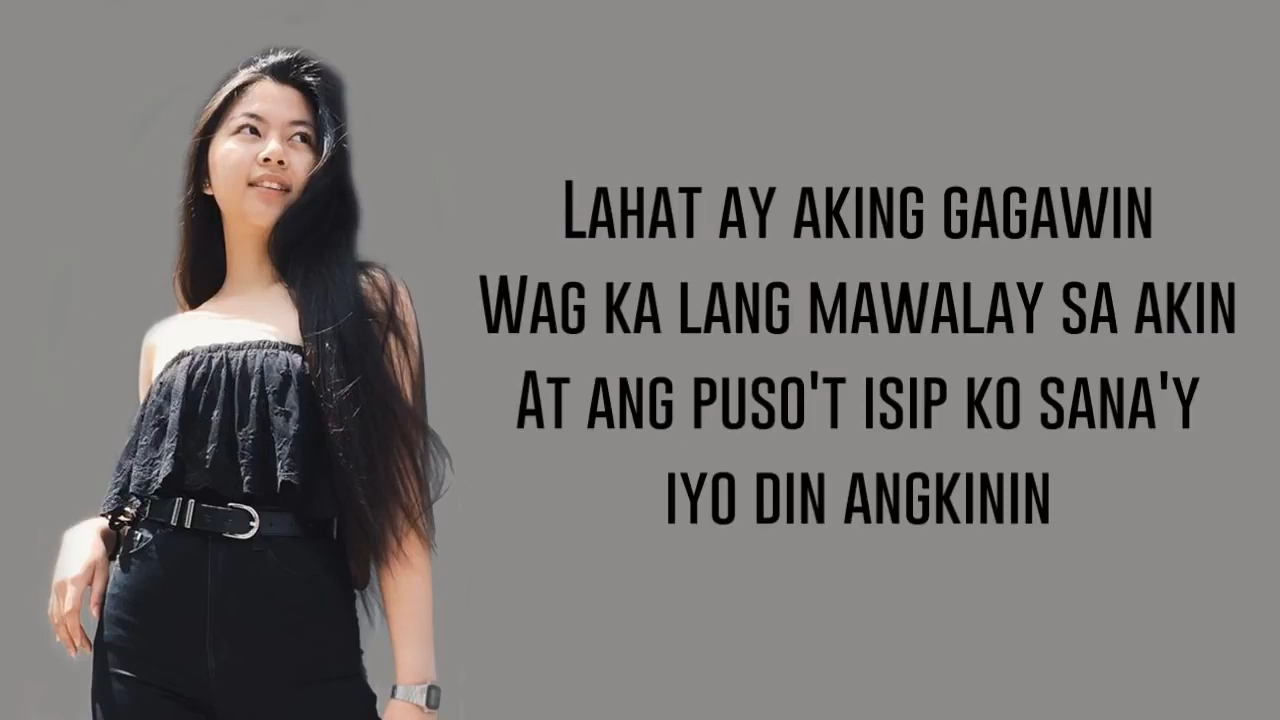 Lahat ay aking gagawin
Wag ka lang mawalay sa akin
At ang puso't isip ko sana'y
iyo din angkinin